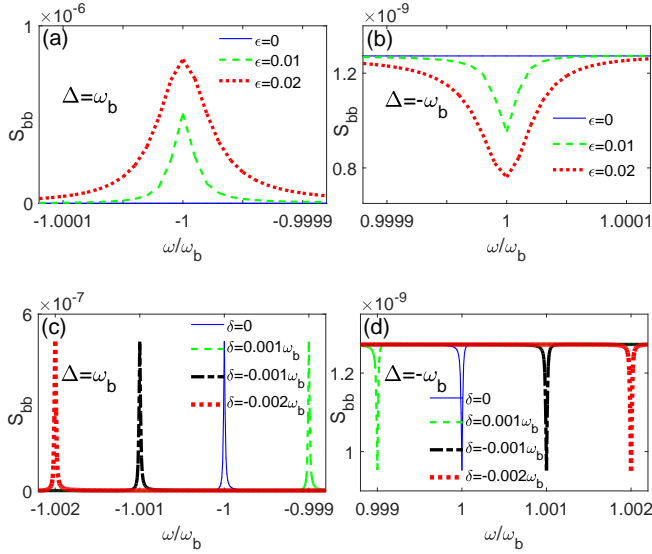 ×10⁻⁶
1
(a)
ϵ=0
ϵ=0.01
ϵ=0.02
Δ=ω_b
S_bb
0
-1.0001 -1 -0.9999
ω/ω_b
×10⁻⁹
(b)
1.2
Δ=-ω_b
ϵ=0
ϵ=0.01
ϵ=0.02
S_bb
0.8
0.9999 1 1.0001
ω/ω_b
×10⁻⁷
6
(c)
δ=0
δ=0.001ω_b
δ=-0.001ω_b
δ=-0.002ω_b
Δ=ω_b
S_bb
0
-1.002 -1.001 -1 -0.999
ω/ω_b
×10⁻⁹
(d)
1.2
Δ=-ω_b
δ=0
δ=0.001ω_b
δ=-0.001ω_b
δ=-0.002ω_b
S_bb
1
0.999 1 1.001 1.002
ω/ω_b